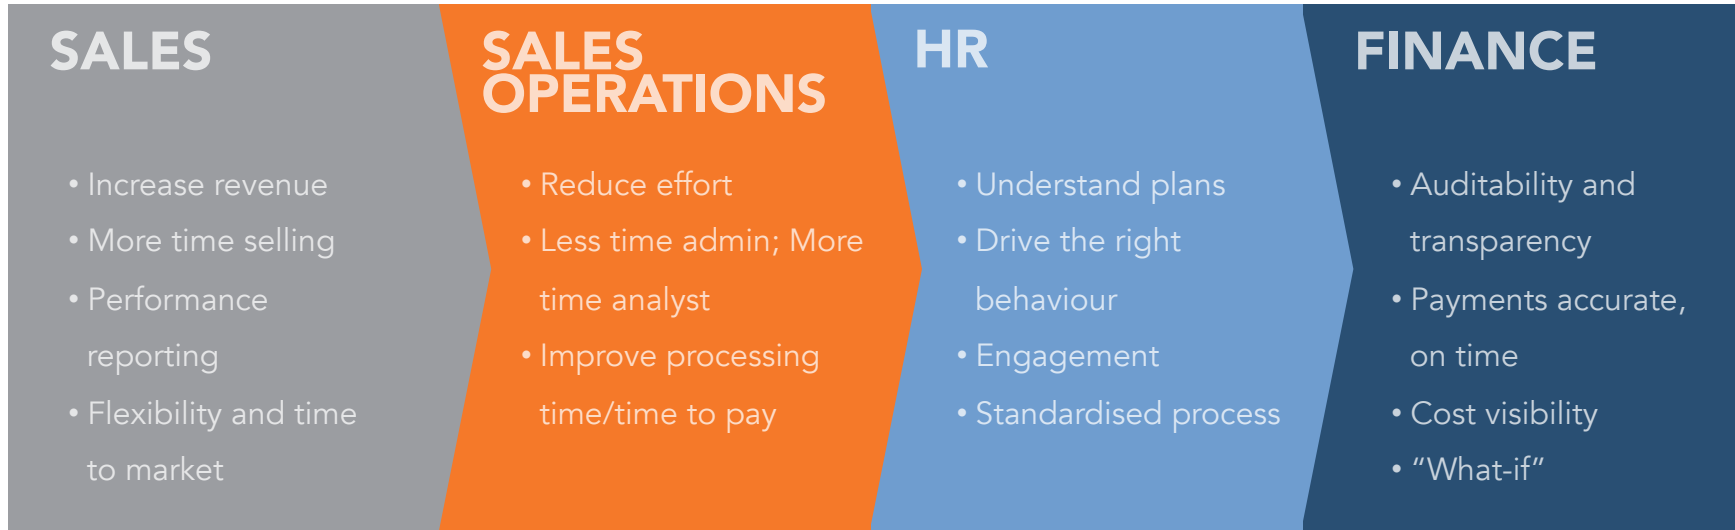 SALES
• Increase revenue
• More time selling
• Performance
reporting
• Flexibility and time
to market
SALES
OPERATIONS
• Reduce effort
• Less time admin; More
time analyst
• Improve processing
time/time to pay
HR
• Understand plans
• Drive the right
behaviour
• Engagement
• Standardised process
FINANCE
• Auditability and
transparency
• Payments accurate,
on time
• Cost visibility
• “What-if”